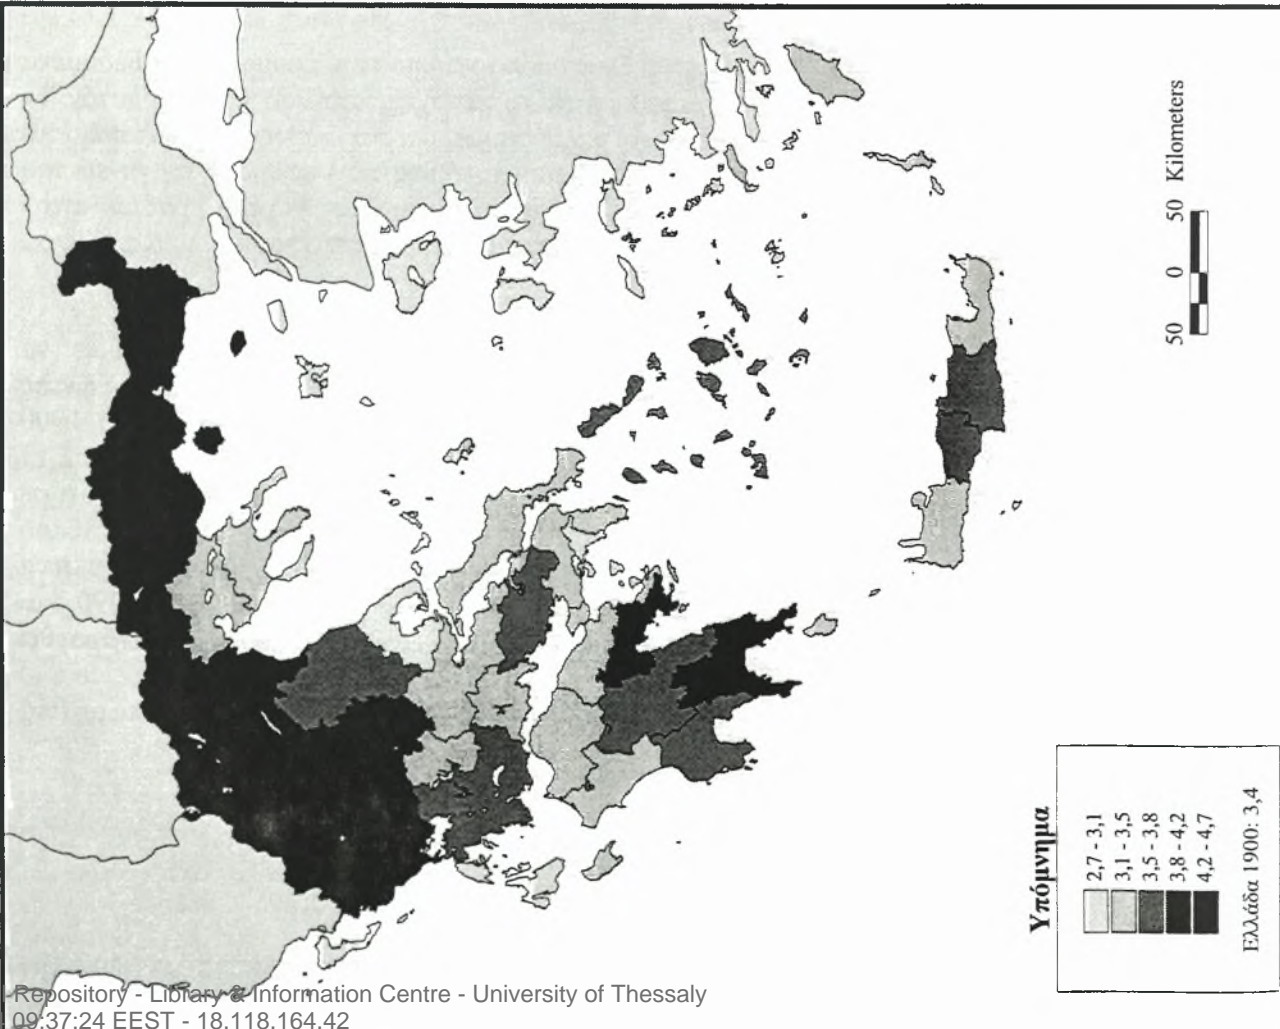 50 0 50 Kilometers
Υπόμνημα
2,7 - 3,1
3,1 - 3,5
3,5 - 3,8
3,8 - 4,2
4,2 - 4,7
Ελλάδα 1900: 3,4
Repository - Library & Information Centre - University of Thessaly
09:37:24 EEST - 18.118.164.42